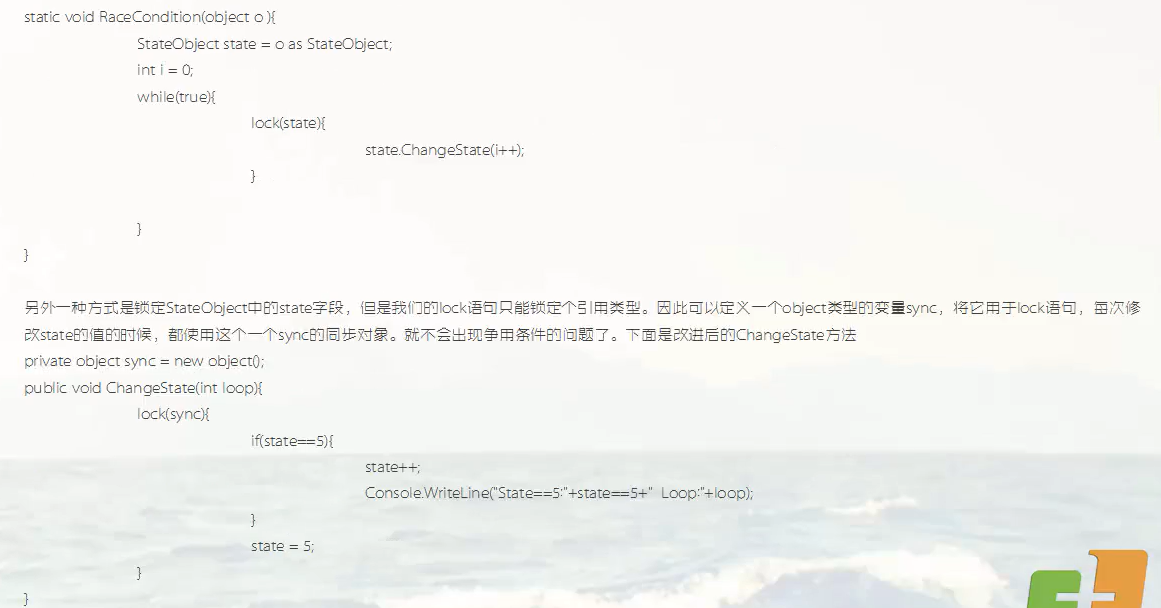 static void RaceCondition(object o ){
StateObject state = o as StateObject;
int i = 0;
while(true){
lock(state){
state.ChangeState(i++);
}
}
}
另外一种方式是锁定StateObject中的state字段，但是我们的lock语句只能锁定个引用类型。因此可以定义一个object类型的变量sync，将它用于lock语句，每次修
改state的值的时候，都使用这个一个sync的同步对象。就不会出现争用条件的问题了。下面是改进后的ChangeState方法
private object sync = new object();
public void ChangeState(int loop){
lock(sync){
if(state==5){
state++;
Console.WriteLine("State==5:"+state==5+"  Loop:"+loop);
}
state = 5;
}
}